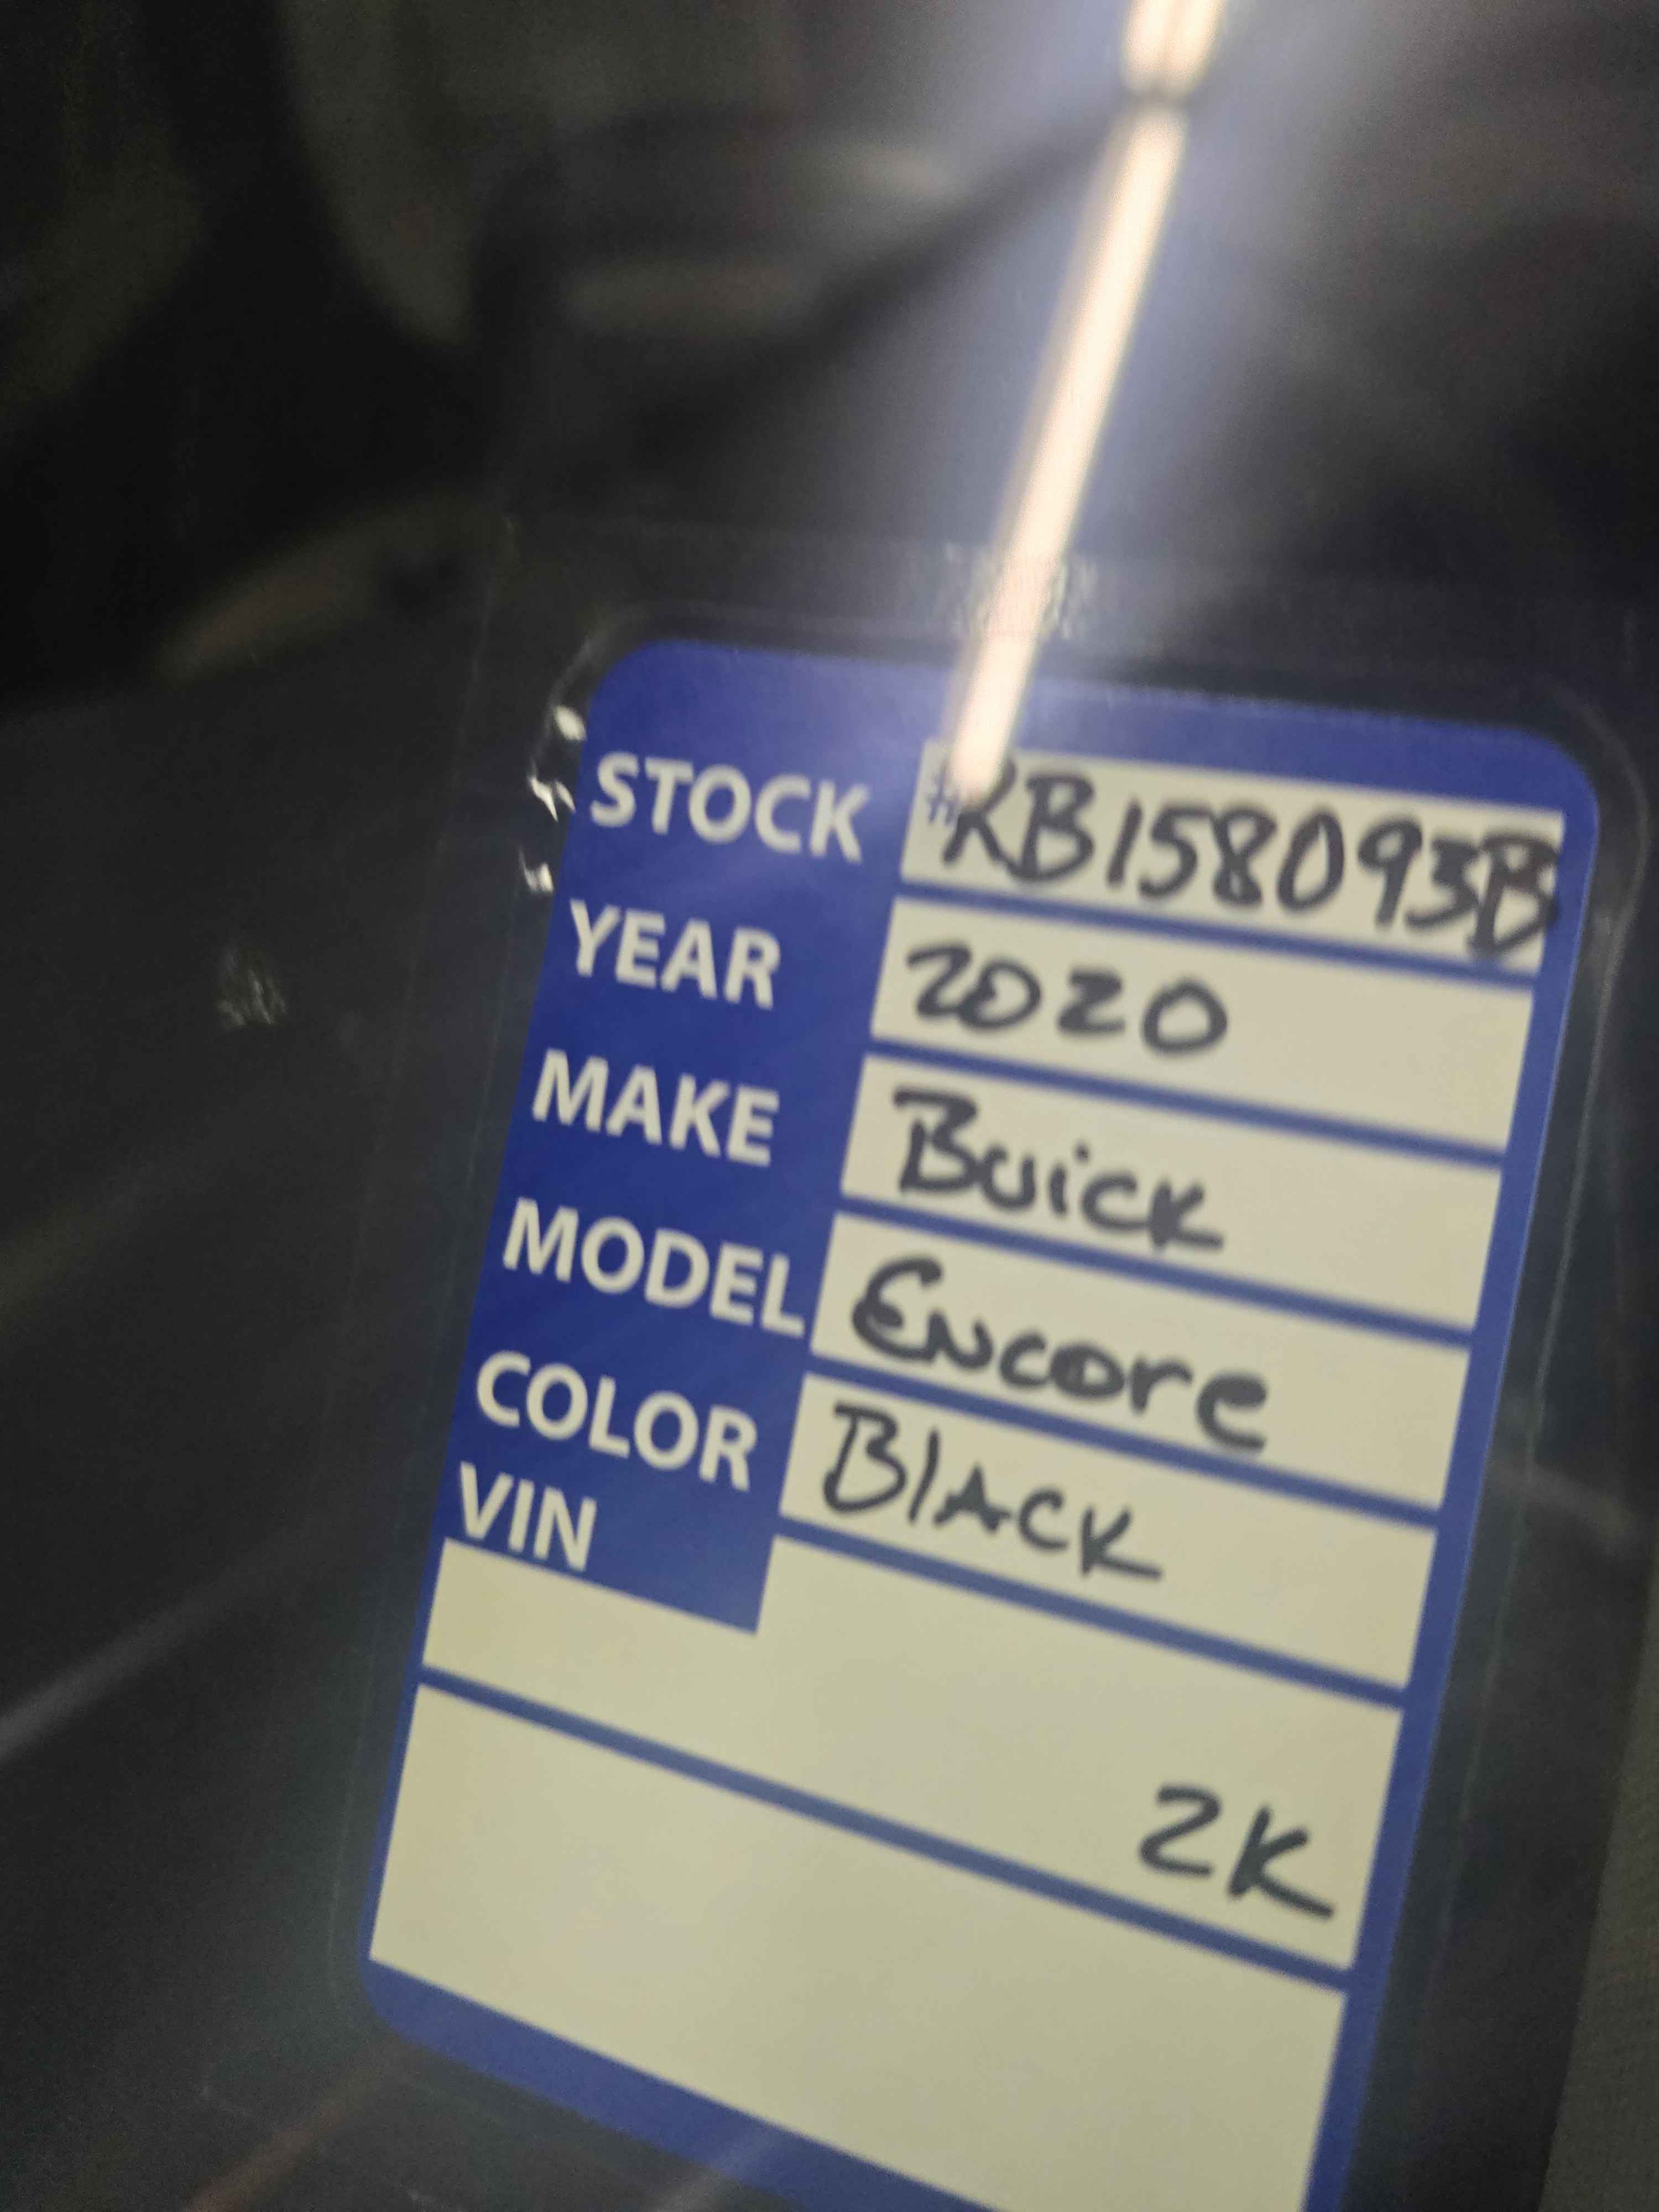 STOCK #RB158093B
YEAR 2020
MAKE Buick
MODEL Encore
COLOR BlACK
VIN
2K